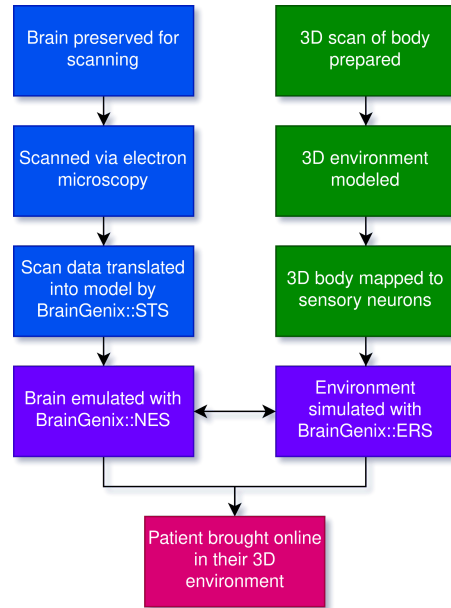 Brain preserved for
scanning
3D scan of body
prepared
Scanned via electron
microscopy
3D environment
modeled
Scan data translated
into model by
BrainGenix::STS
3D body mapped to
sensory neurons
Brain emulated with
BrainGenix::NES
Environment
simulated with
BrainGenix::ERS
Patient brought online
in their 3D
environment